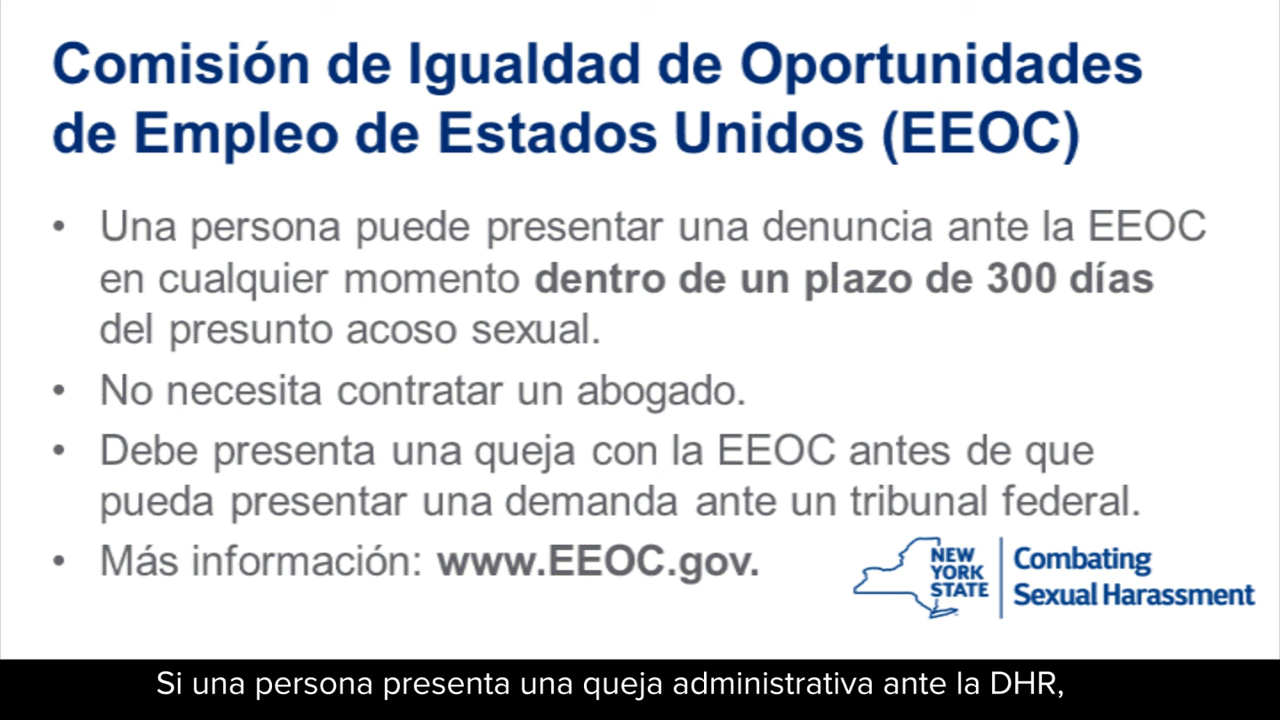 Comisión de Igualdad de Oportunidades
de Empleo de Estados Unidos (EEOC)
• Una persona puede presentar una denuncia ante la EEOC
en cualquier momento dentro de un plazo de 300 días
del presunto acoso sexual.
• No necesita contratar un abogado.
• Debe presenta una queja con la EEOC antes de que
pueda presentar una demanda ante un tribunal federal.
• Más información: www.EEOC.gov.
NEW
YORK
STATE
Combating
Sexual Harassment
Si una persona presenta una queja administrativa ante la DHR,